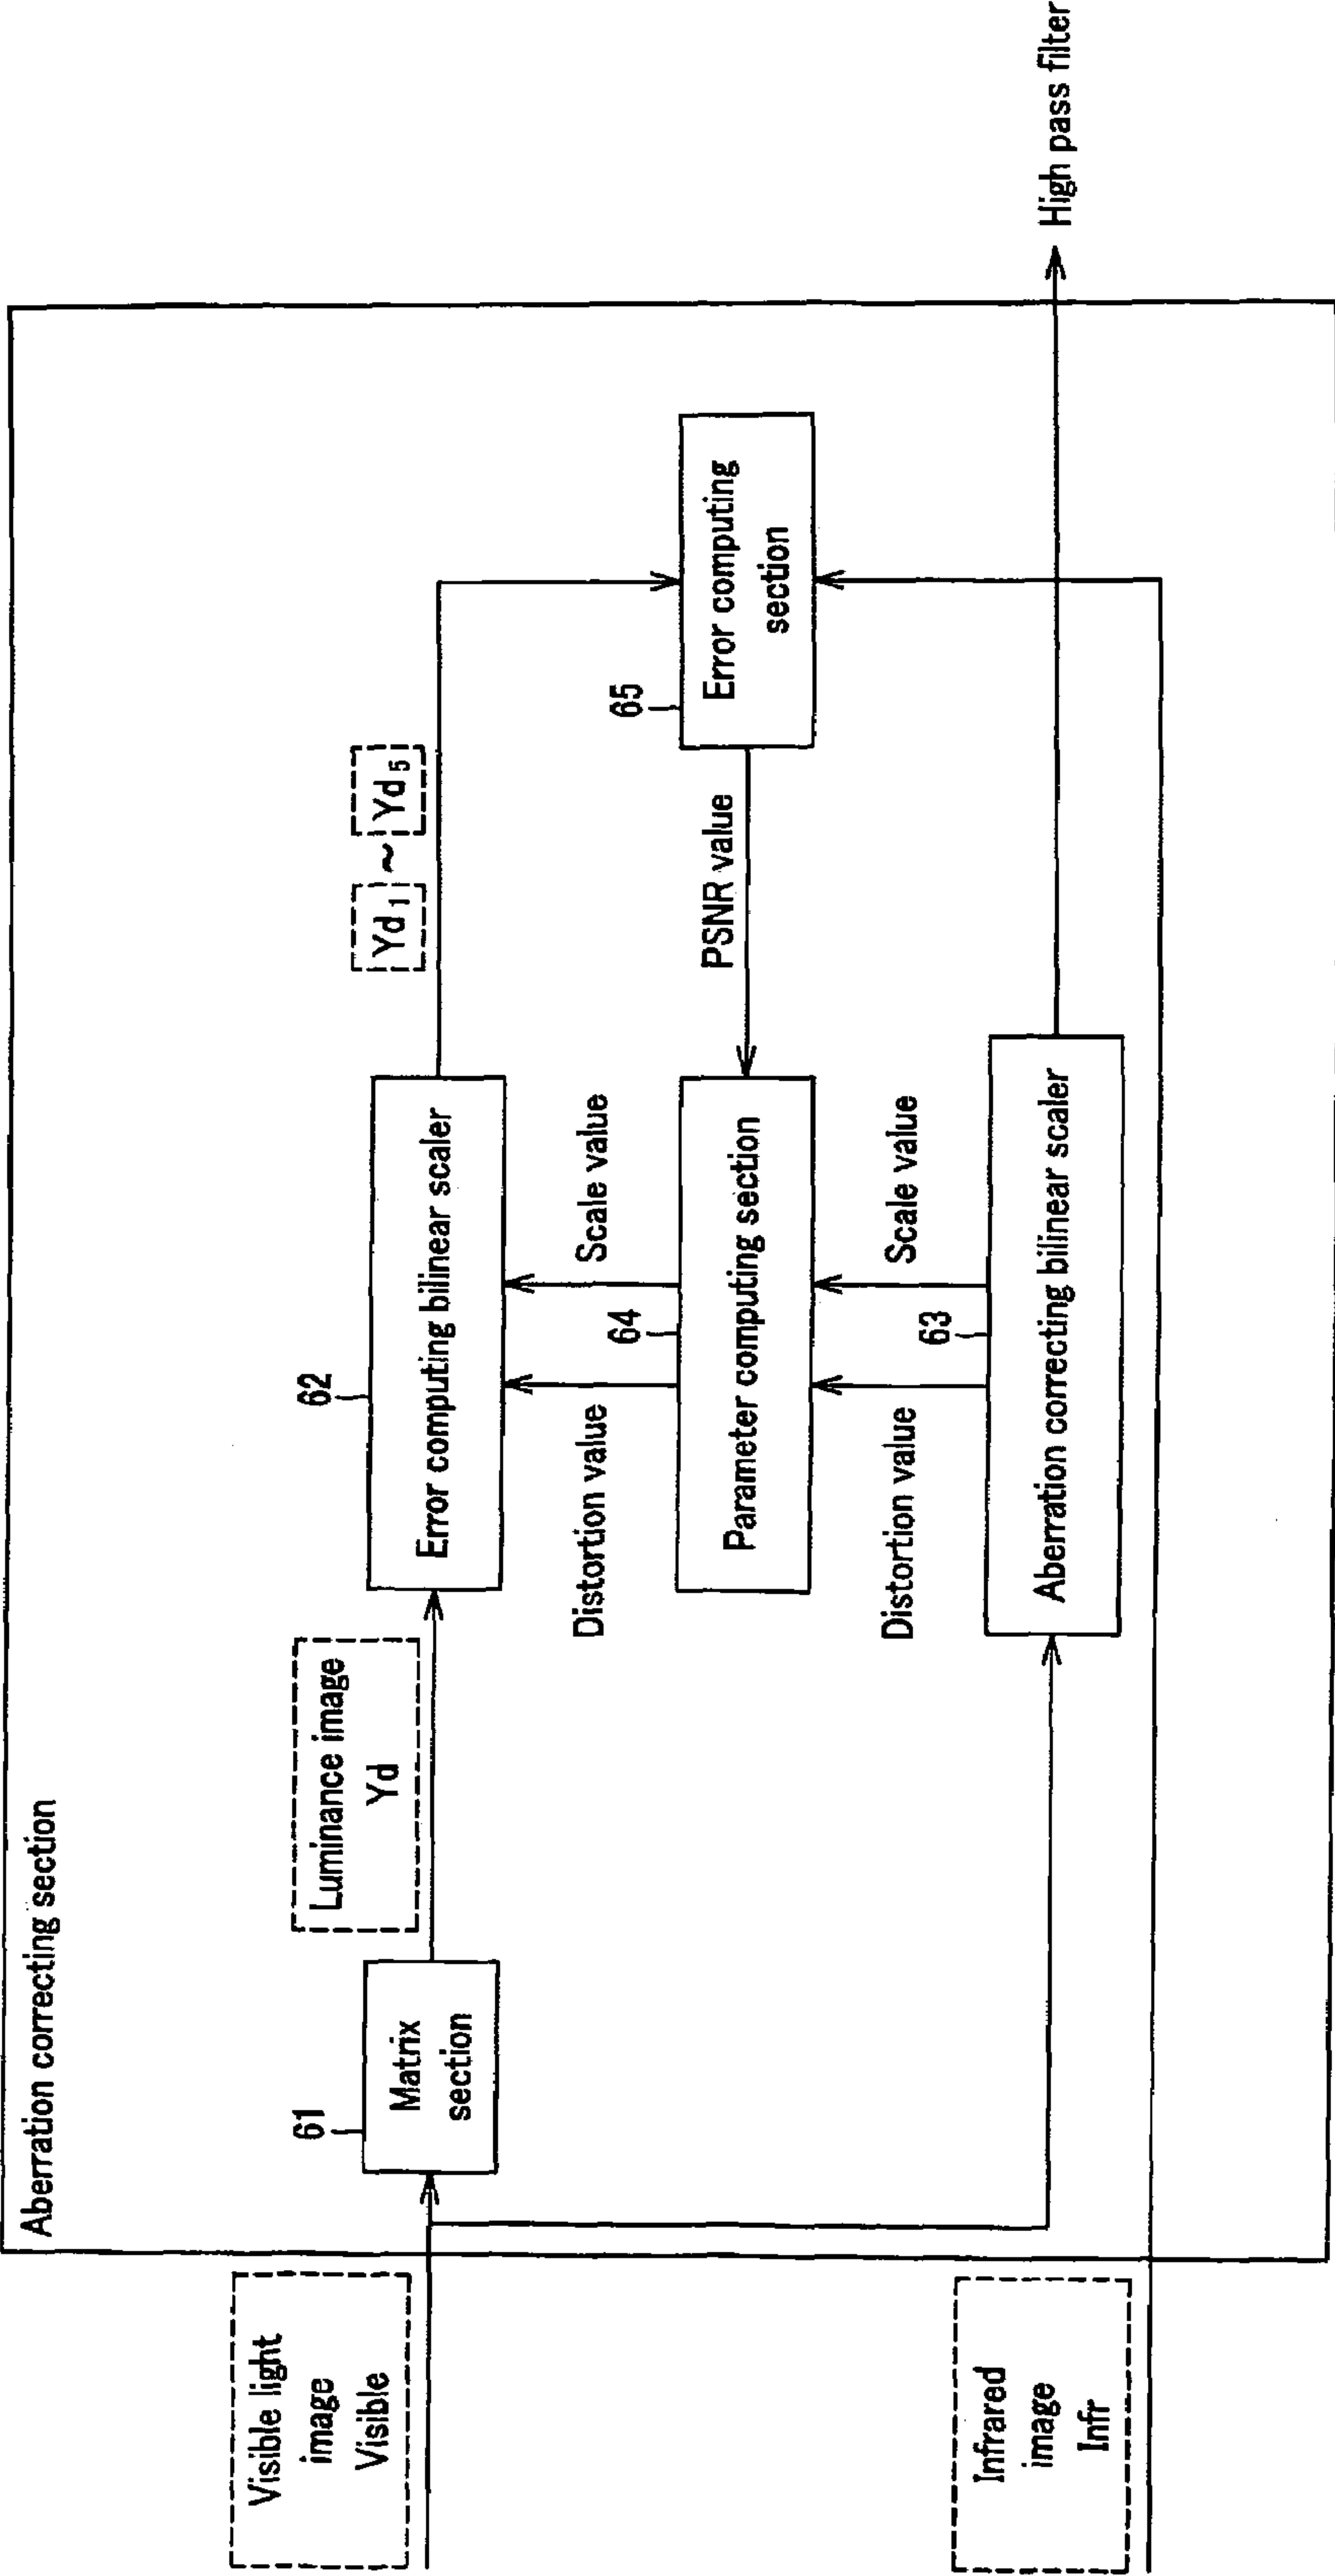 Aberration correcting section
Visible light
image
Visible
61
Matrix
section
Luminance image
Yd
62
Error computing bilinear scaler
Yd1 ~ Yd5
Distortion value
Scale value
64
Parameter computing section
PSNR value
65
Error computing
section
Distortion value
Scale value
63
Aberration correcting bilinear scaler
High pass filter
Infrared
image
Infr